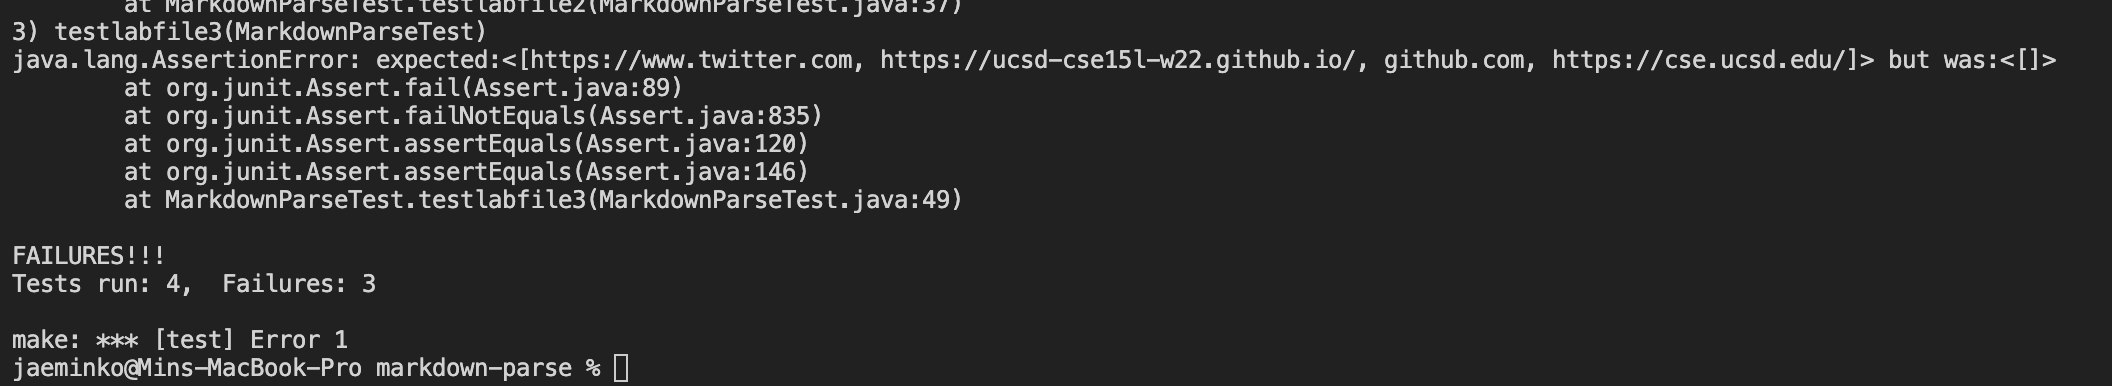 at MarkdownParseTest.testlabfile2(MarkdownParseTest.java:37)
3) testlabfile3(MarkdownParseTest)
java.lang.AssertionError: expected:<[https://www.twitter.com, https://ucsd-cse15l-w22.github.io/, github.com, https://cse.ucsd.edu/]> but was:<[]>
at org.junit.Assert.fail(Assert.java:89)
at org.junit.Assert.failNotEquals(Assert.java:835)
at org.junit.Assert.assertEquals(Assert.java:120)
at org.junit.Assert.assertEquals(Assert.java:146)
at MarkdownParseTest.testlabfile3(MarkdownParseTest.java:49)
FAILURES!!!
Tests run: 4,  Failures: 3
make: *** [test] Error 1
jaeminko@Mins-MacBook-Pro markdown-parse %